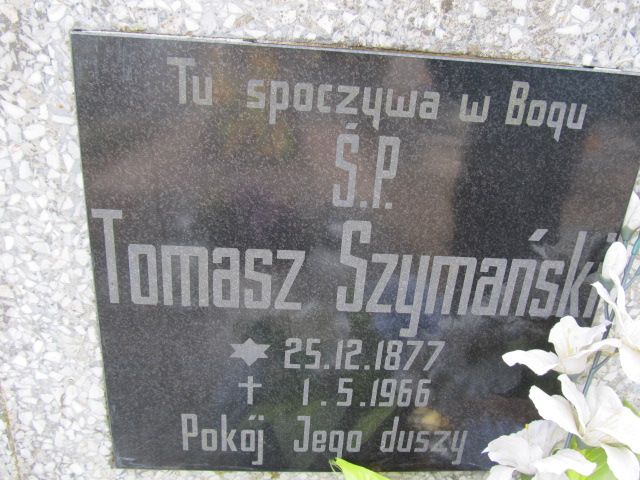 Tu spoczywa w Bogu
Ś.P.
Tomasz Szymański
✶ 25.12.1877
✝ 1.5.1966
Pokój Jego duszy